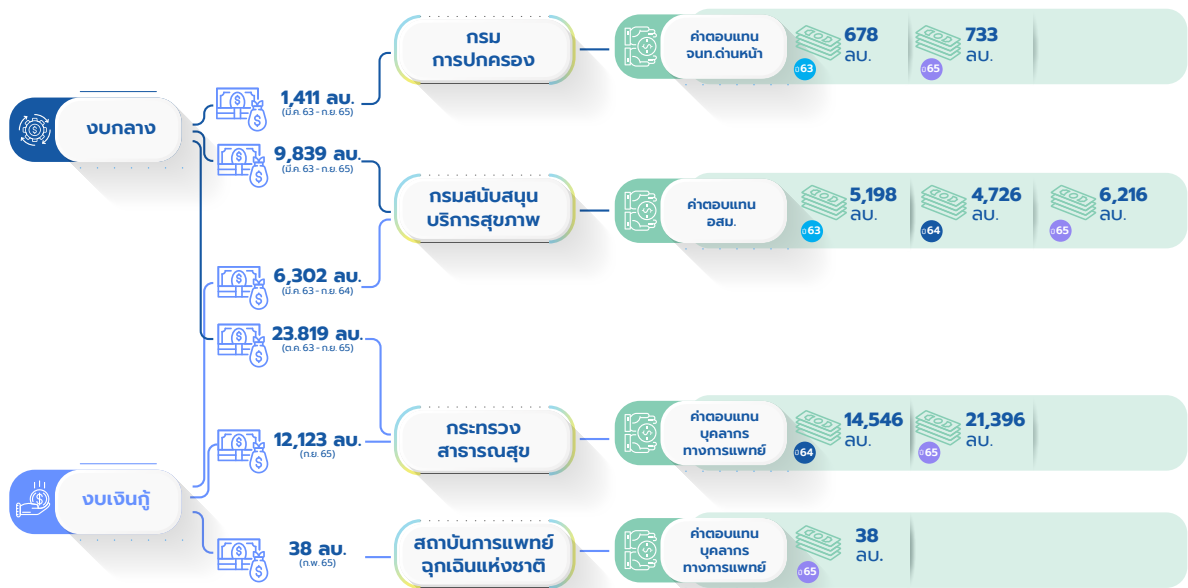 งบกลาง
1,411 ลบ.
(มี.ค. 63 - ก.ย. 65)
9,839 ลบ.
(มี.ค. 63 - ก.ย. 65)
6,302 ลบ.
(มี.ค. 63 - ก.ย. 64)
23.819 ลบ.
(ต.ค. 63 - ก.ย. 65)
งบเงินกู้
12,123 ลบ.
(ก.ย. 65)
38 ลบ.
(ก.พ. 65)
กรม
การปกครอง
ค่าตอบแทน
จนท.ด่านหน้า
678
ลบ.
ปี 63
733
ลบ.
ปี 65
กรมสนับสนุน
บริการสุขภาพ
ค่าตอบแทน
อสม.
5,198
ลบ.
ปี 63
4,726
ลบ.
ปี 64
6,216
ลบ.
ปี 65
กระทรวง
สาธารณสุข
ค่าตอบแทน
บุคลากร
ทางการแพทย์
14,546
ลบ.
ปี 64
21,396
ลบ.
ปี 65
สถาบันการแพทย์
ฉุกเฉินแห่งชาติ
ค่าตอบแทน
บุคลากร
ทางการแพทย์
38
ลบ.
ปี 65